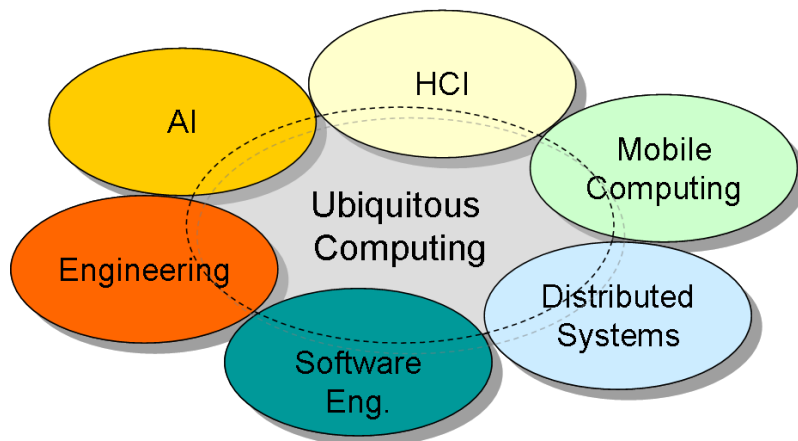 HCI
AI
Mobile
Computing
Ubiquitous
Computing
Engineering
Distributed
Systems
Software
Eng.